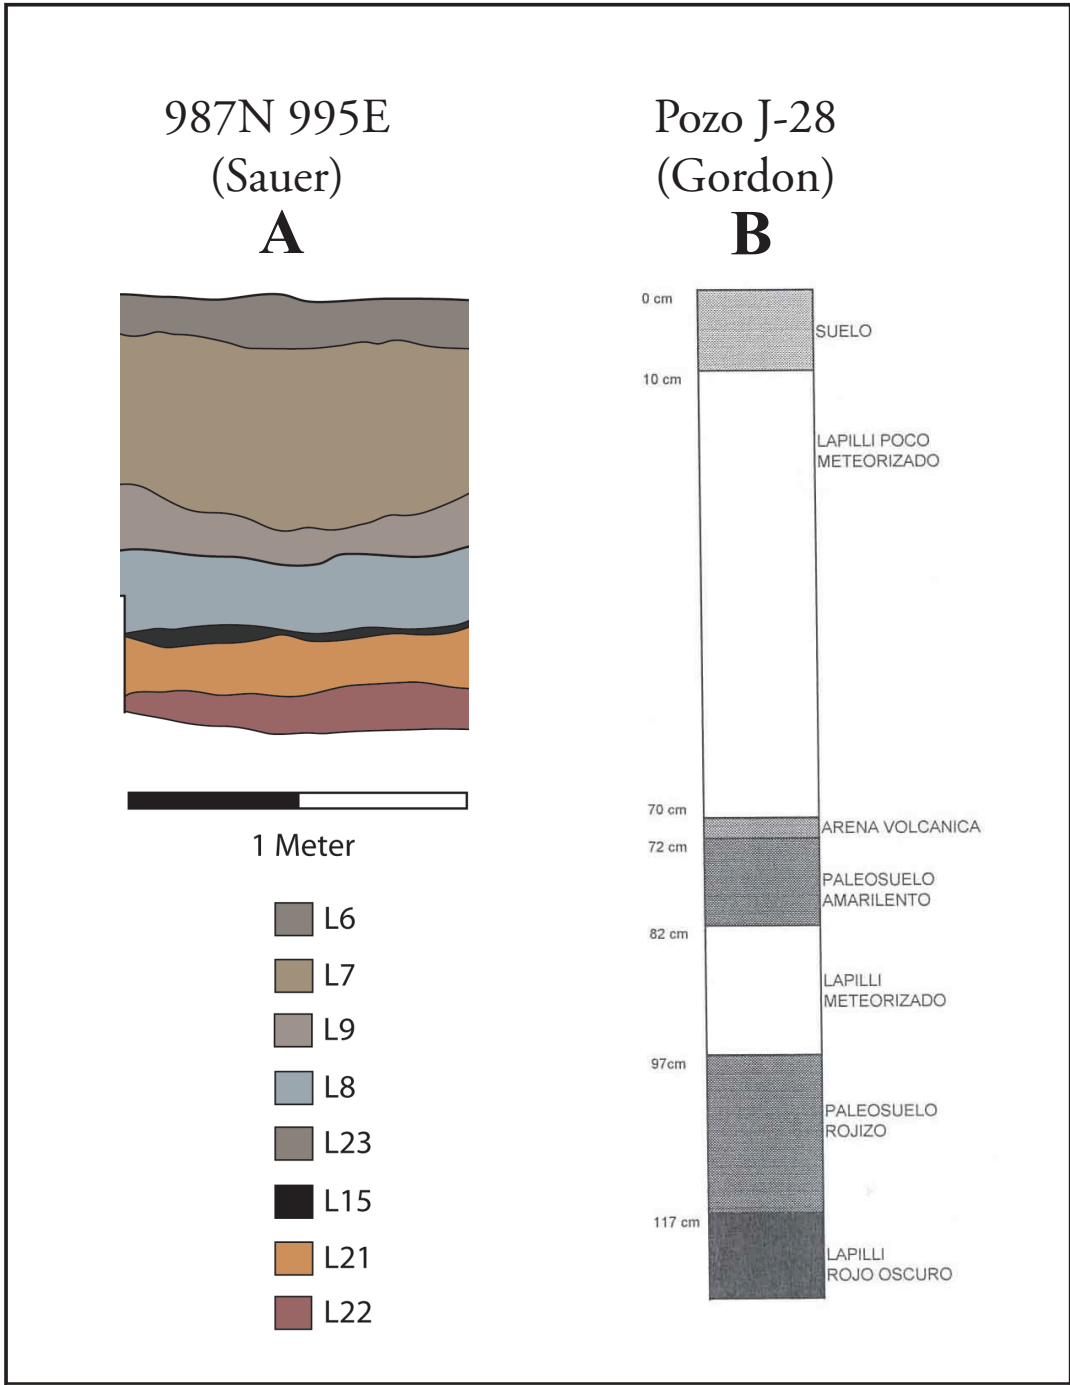 987N 995E
(Sauer)
A
1 Meter
L6
L7
L9
L8
L23
L15
L21
L22
Pozo J-28
(Gordon)
B
0 cm
SUELO
10 cm
LAPILLI POCO
METEORIZADO
70 cm
ARENA VOLCANICA
72 cm
PALEOSUELO
AMARILENTO
82 cm
LAPILLI
METEORIZADO
97cm
PALEOSUELO
ROJIZO
117 cm
LAPILLI
ROJO OSCURO